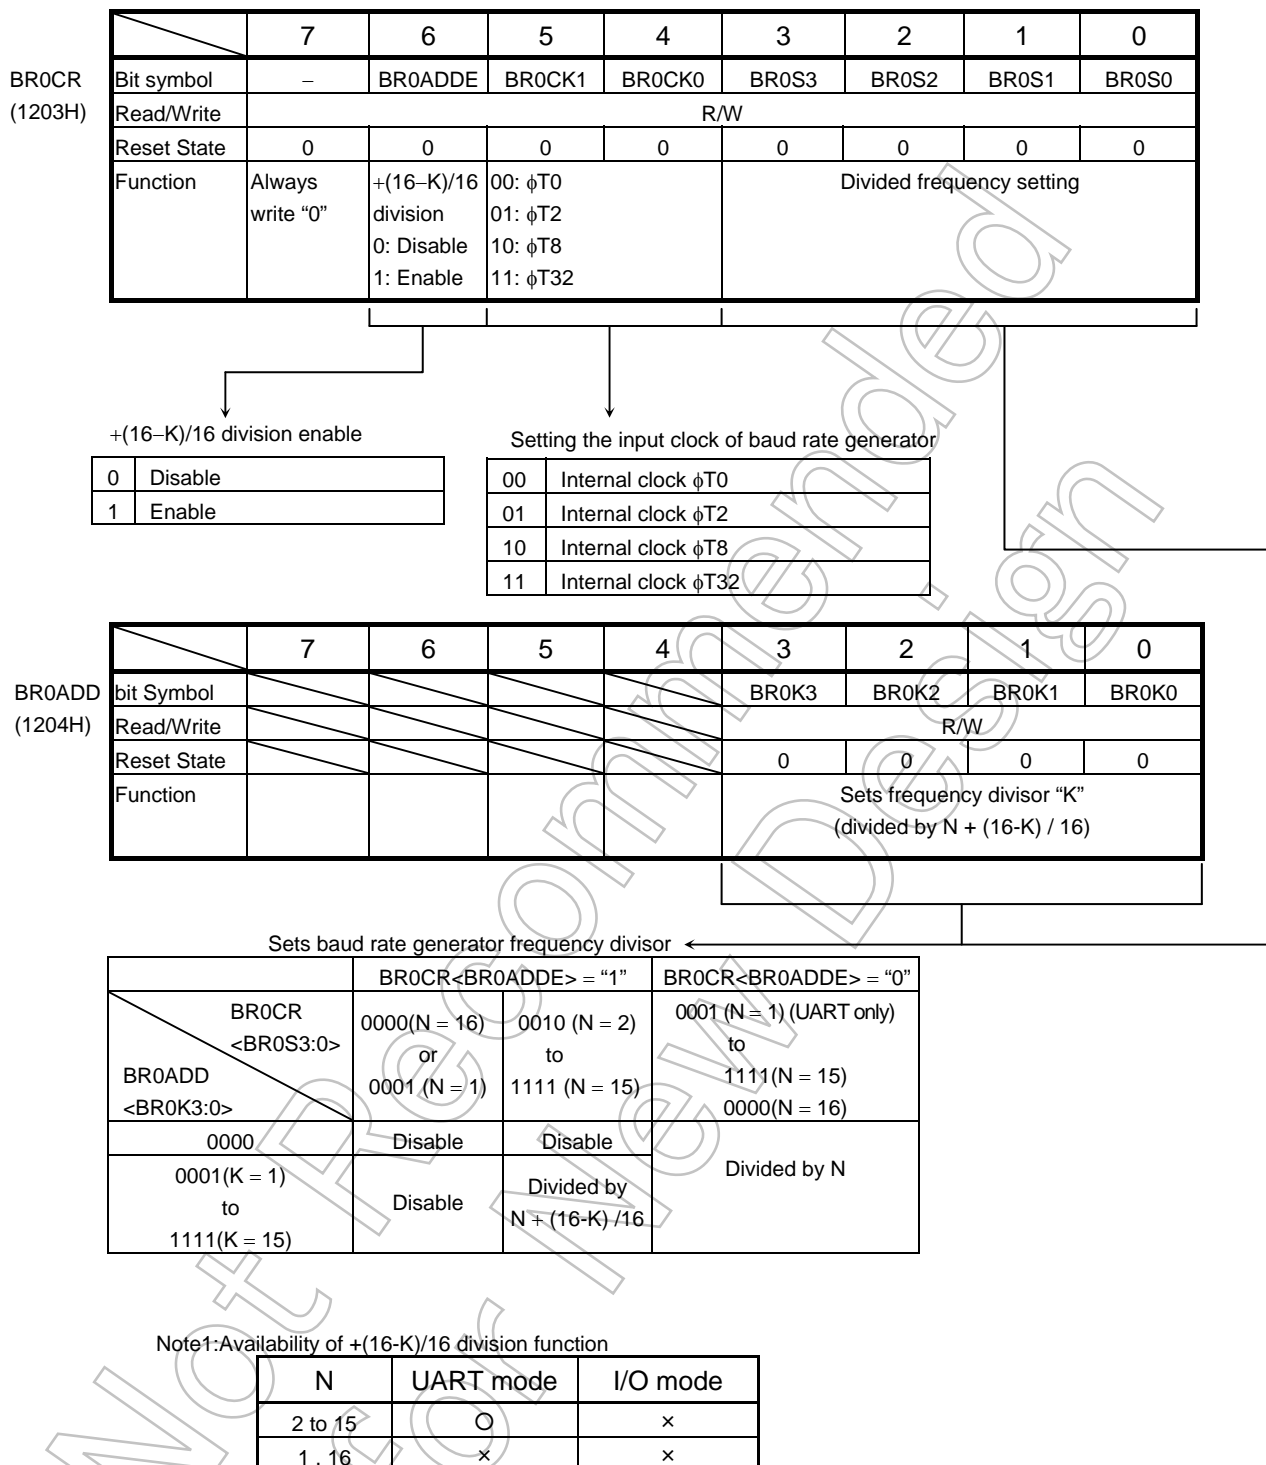 7 6 5 4 3 2 1 0
BR0CR (1203H)
Bit symbol – BR0ADDE BR0CK1 BR0CK0 BR0S3 BR0S2 BR0S1 BR0S0
Read/Write R/W
Reset State 0 0 0 0 0 0 0 0
Function Always write “0” +(16–K)/16 division 0: Disable 1: Enable 00: ϕT0 01: ϕT2 10: ϕT8 11: ϕT32 Divided frequency setting
+(16–K)/16 division enable
0 Disable
1 Enable
Setting the input clock of baud rate generator
00 Internal clock ϕT0
01 Internal clock ϕT2
10 Internal clock ϕT8
11 Internal clock ϕT32
7 6 5 4 3 2 1 0
BR0ADD (1204H)
bit Symbol BR0K3 BR0K2 BR0K1 BR0K0
Read/Write R/W
Reset State 0 0 0 0
Function Sets frequency divisor “K” (divided by N + (16-K) / 16)
Sets baud rate generator frequency divisor
BR0CR<BR0ADDE> = “1” BR0CR<BR0ADDE> = “0”
BR0CR <BR0S3:0>
BR0ADD <BR0K3:0>
0000(N = 16) or 0001 (N = 1)
0010 (N = 2) to 1111 (N = 15)
0001 (N = 1) (UART only) to 1111(N = 15) 0000(N = 16)
0000 Disable Disable Divided by N
0001(K = 1) to 1111(K = 15) Disable Divided by N + (16-K) /16
Note1:Availability of +(16-K)/16 division function
N UART mode I/O mode
2 to 15 ○ ×
1 , 16 × ×
Not Recommended
for New Design